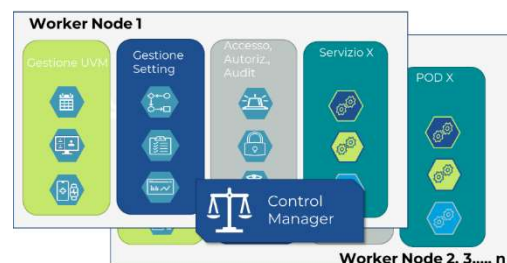 Worker Node 1
Gestione UVM
Gestione
Setting
Accesso,
Autoriz.,
Audit
Servizio X
POD X
Control
Manager
Worker Node 2, 3,.... n